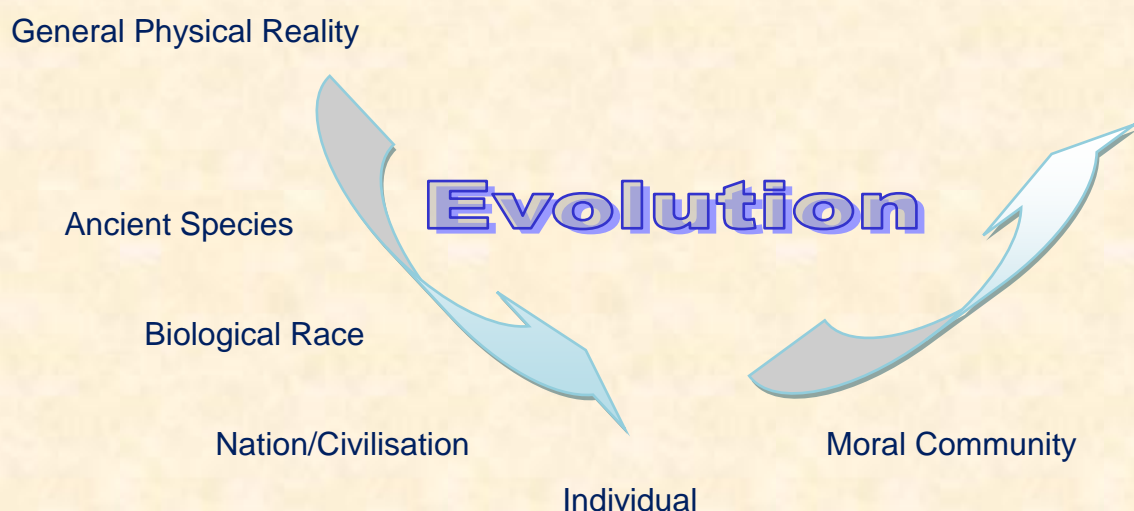 General Physical Reality
Evolution
Ancient Species
Biological Race
Nation/Civilisation
Moral Community
Individual